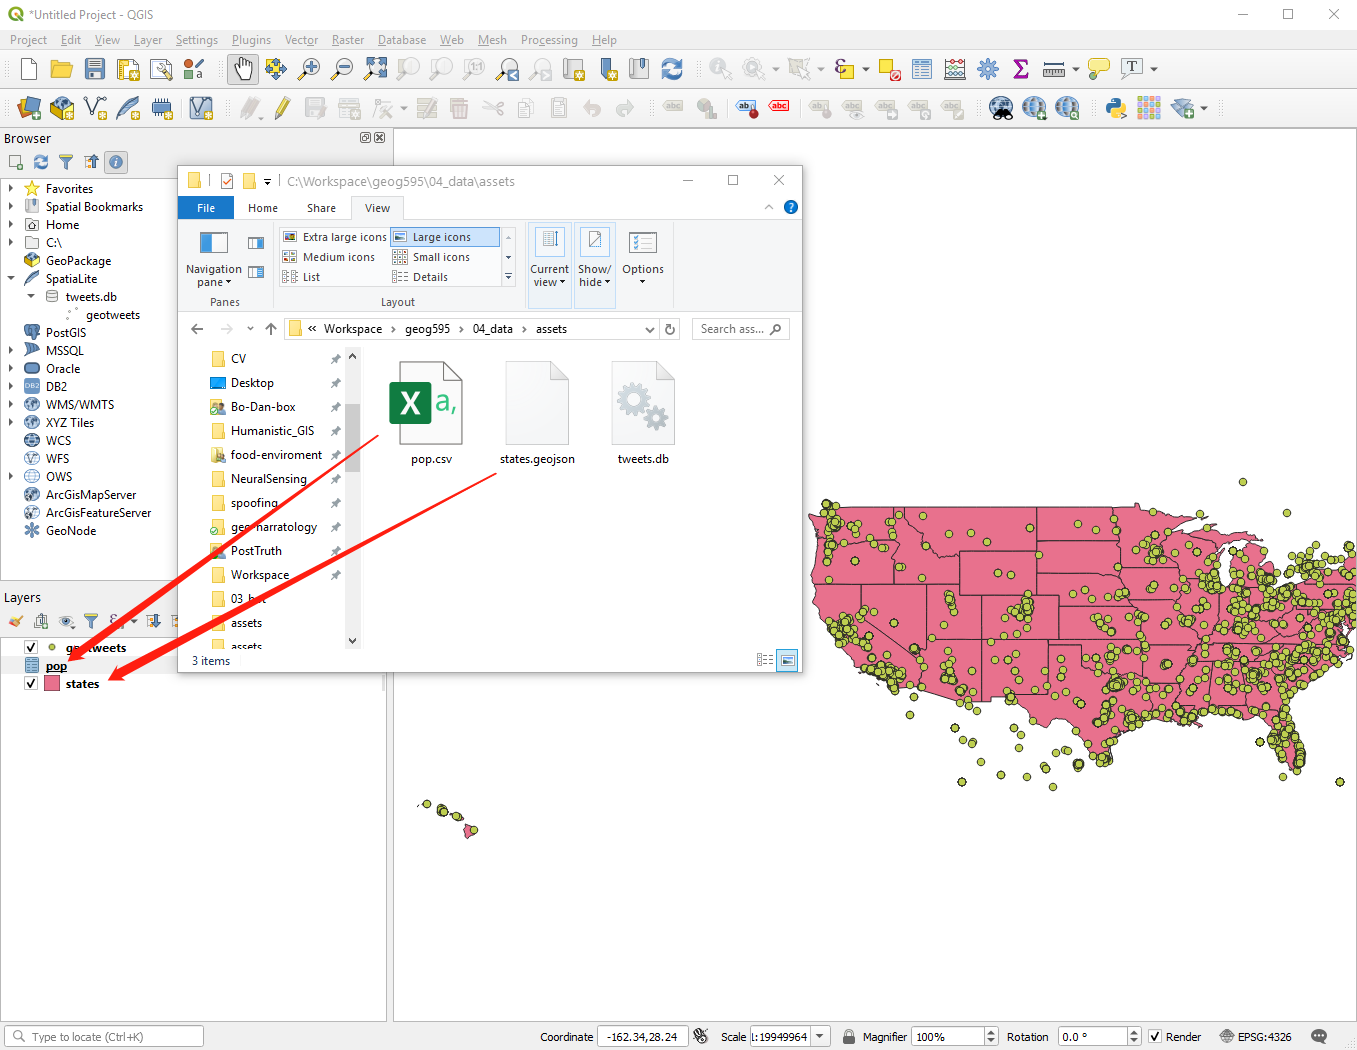 *Untitled Project - QGIS
Project Edit View Layer Settings Plugins Vector Raster Database Web Mesh Processing Help
Browser
Favorites
Spatial Bookmarks
Home
C:\
GeoPackage
SpatiaLite
tweets.db
geotweets
PostGIS
MSSQL
Oracle
DB2
WMS/WMTS
XYZ Tiles
WCS
WFS
OWS
ArcGisMapServer
ArcGisFeatureServer
GeoNode
C:\Workspace\geog595\04_data\assets
File Home Share View
Navigation pane
Panes
Extra large icons Large icons
Medium icons Small icons
List Details
Layout
Current view
Show/hide
Options
« Workspace geog595 04_data assets
Search ass...
CV
Desktop
Bo-Dan-box
Humanistic_GIS
food-enviroment
NeuralSensing
spoofing
PostTruth
Workspace
assets
assets
pop.csv states.geojson tweets.db
3 items
Layers
pop
states
Type to locate (Ctrl+K)
Coordinate -162.34,28.24 Scale 1:19949964 Magnifier 100% Rotation 0.0 ° Render EPSG:4326